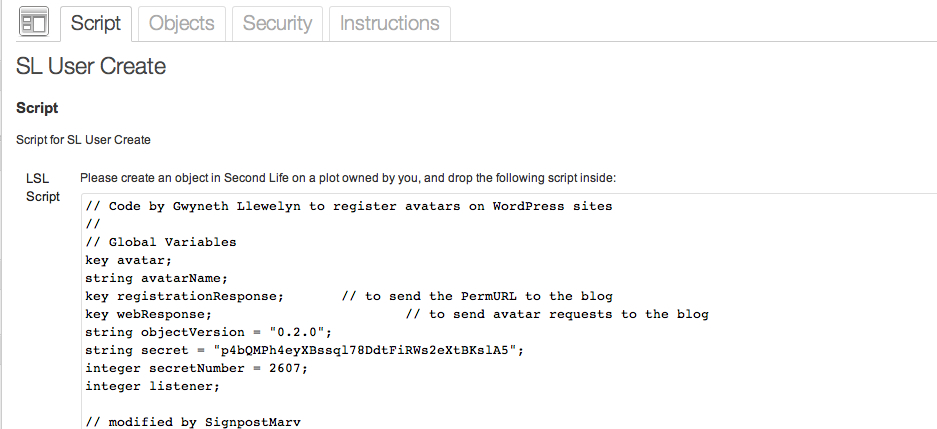 Script Objects Security Instructions
SL User Create
Script
Script for SL User Create
LSL Script
Please create an object in Second Life on a plot owned by you, and drop the following script inside:
// Code by Gwyneth Llewelyn to register avatars on WordPress sites
//
// Global Variables
key avatar;
string avatarName;
key registrationResponse; // to send the PermURL to the blog
key webResponse; // to send avatar requests to the blog
string objectVersion = "0.2.0";
string secret = "p4bQMPh4eyXBssql78DdtFiRWs2eXtBKslA5";
integer secretNumber = 2607;
integer listener;
// modified by SignpostMarv